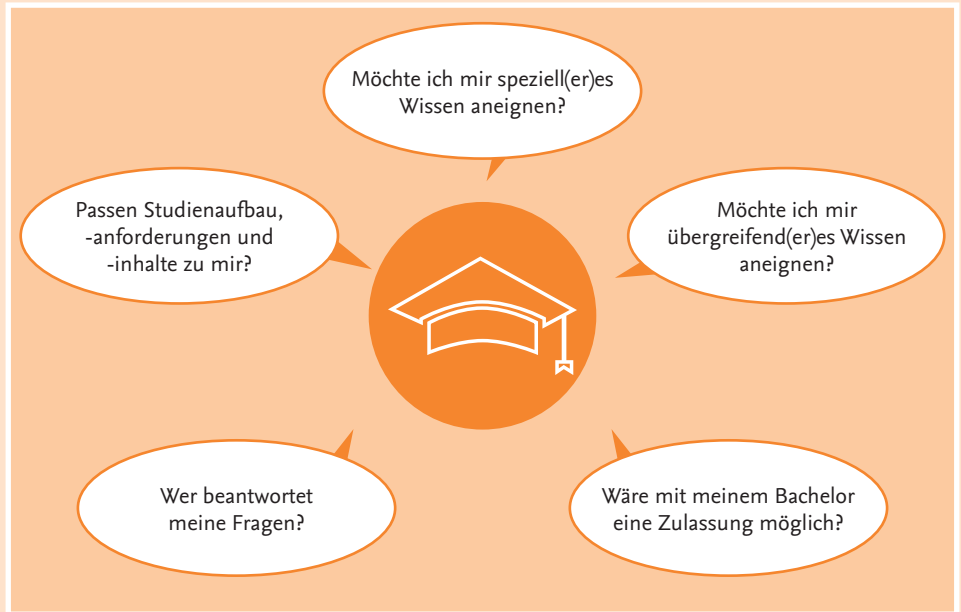 Möchte ich mir speziell(er)es
Wissen aneignen?
Passen Studienaufbau,
-anforderungen und
-inhalte zu mir?
Möchte ich mir
übergreifend(er)es Wissen
aneignen?
Wer beantwortet
meine Fragen?
Wäre mit meinem Bachelor
eine Zulassung möglich?